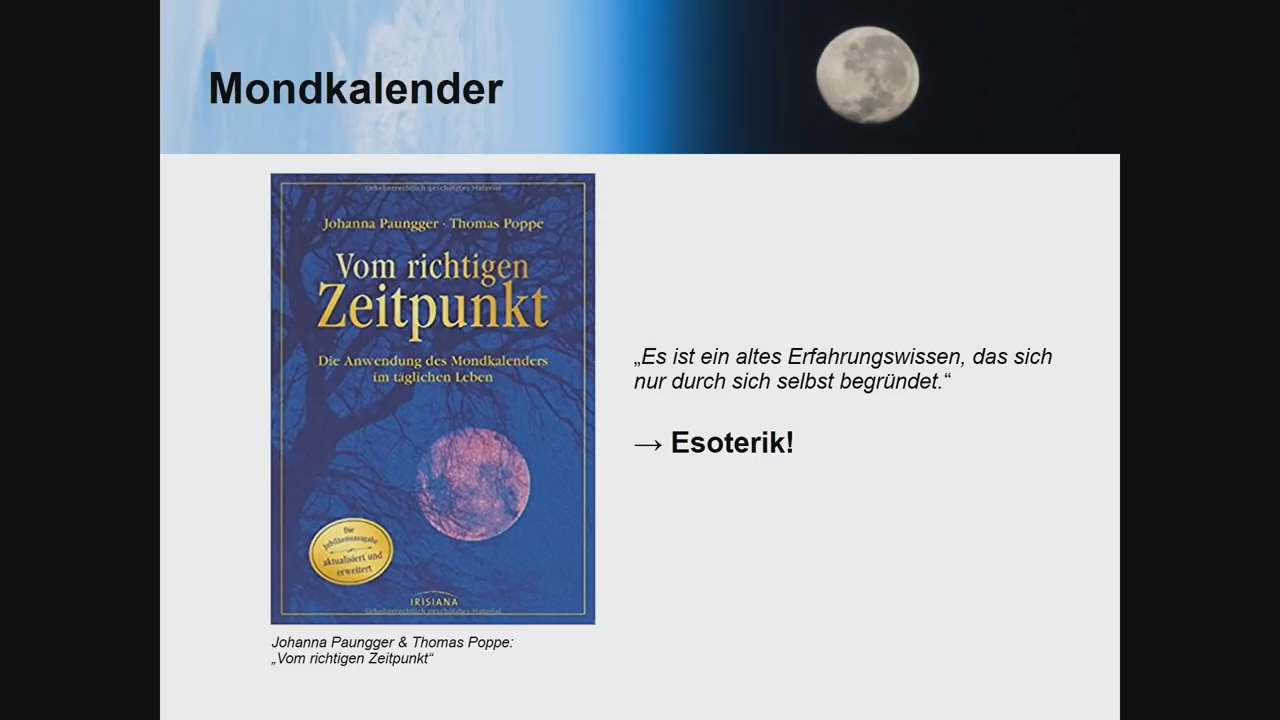 Mondkalender
Urheberrechtlich geschütztes Material
Johanna Paungger · Thomas Poppe
Vom richtigen
Zeitpunkt
Die Anwendung des Mondkalenders
im täglichen Leben
„Es ist ein altes Erfahrungswissen, das sich
nur durch sich selbst begründet.“
→ Esoterik!
Die
Jubiläumsausgabe
aktualisiert und
erweitert
IRISIANA
Urheberrechtlich geschütztes Material
Johanna Paungger & Thomas Poppe:
„Vom richtigen Zeitpunkt“